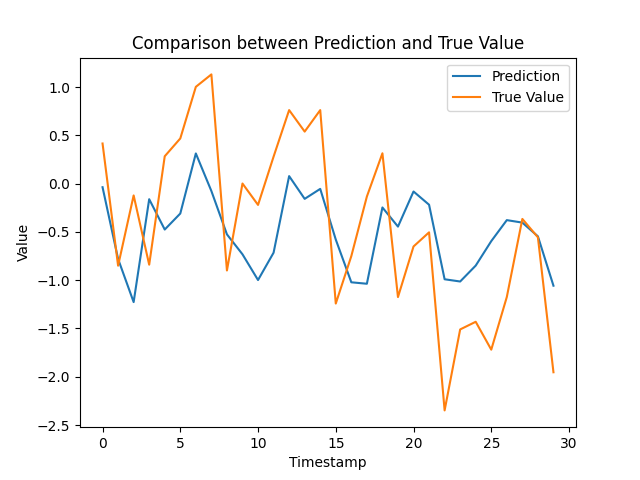 Comparison between Prediction and True Value
Prediction
True Value
1.0
0.5
0.0
−0.5
−1.0
−1.5
−2.0
−2.5
Value
0 5 10 15 20 25 30
Timestamp